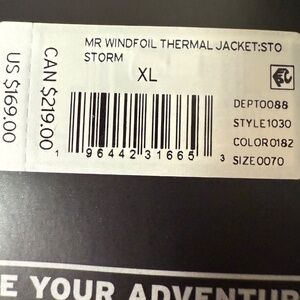 MR WINDFOIL THERMAL JACKET:STO
STORM
XL
US $169.00
CAN $219.00
DEPT0088
STYLE1030
COLOR0182
SIZE0070
1 96442 31665 3
E YOUR ADVENTUR